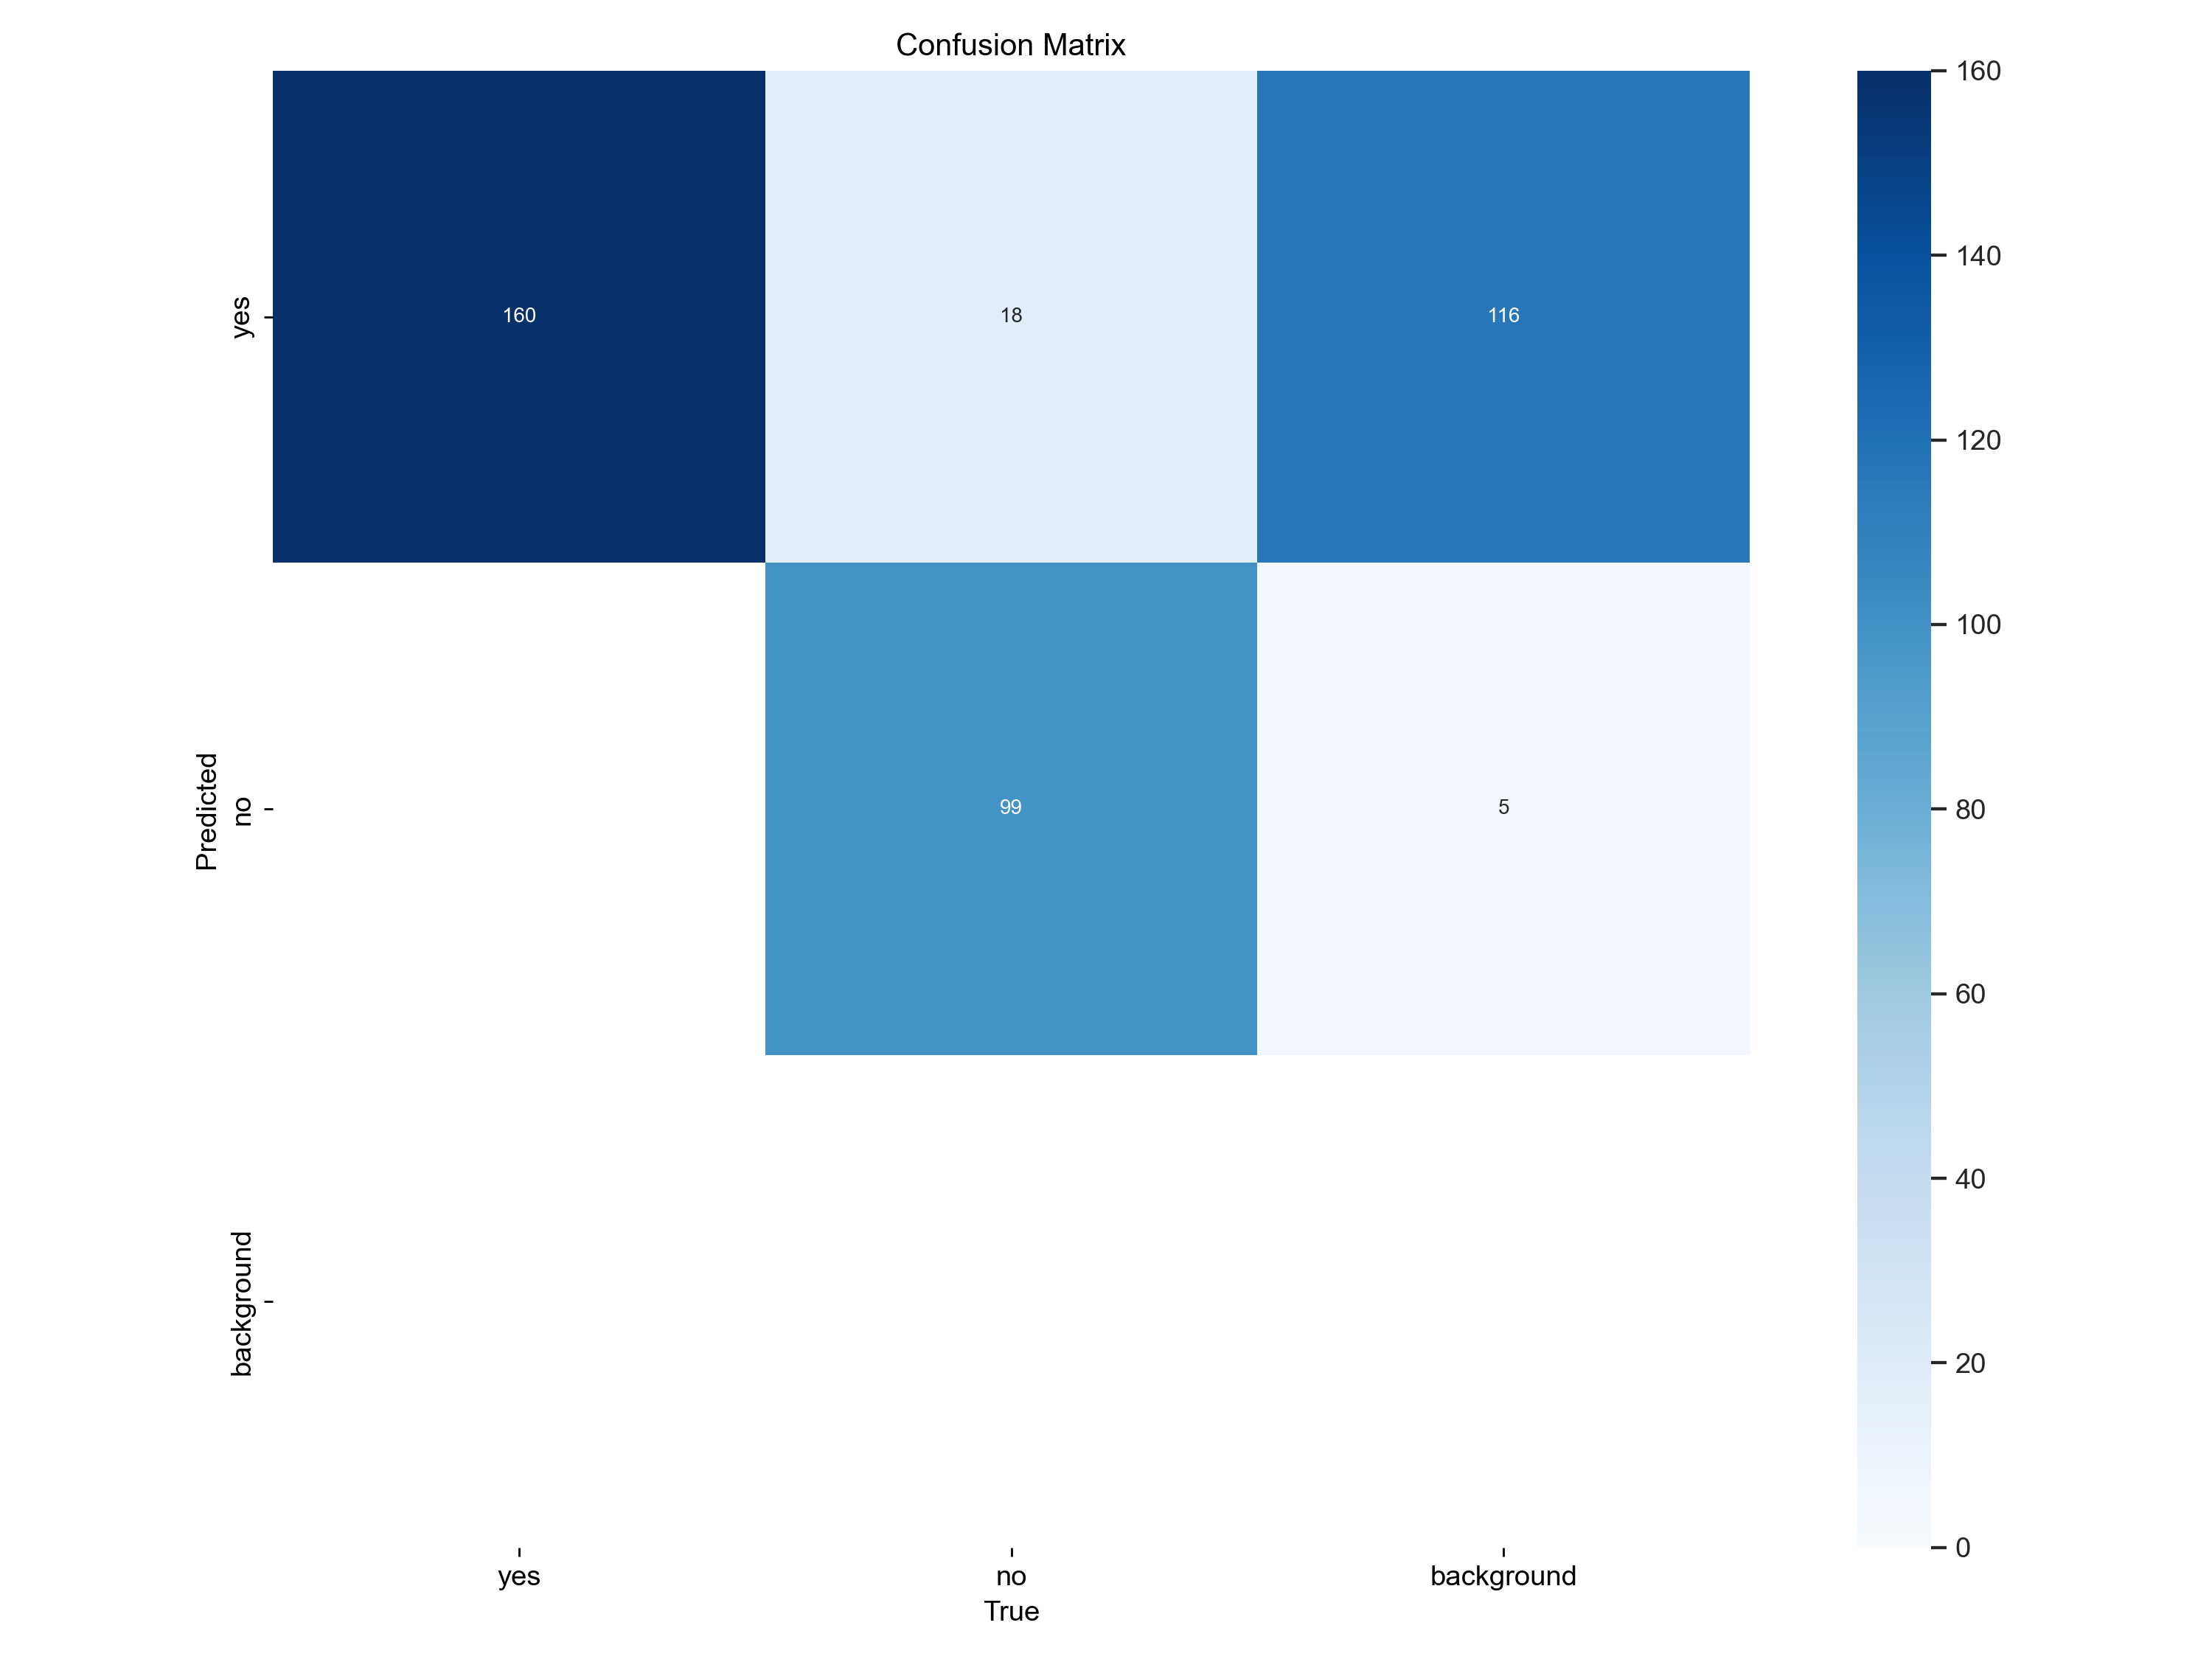 Confusion Matrix
yes
160
18
116
no
99
5
background
Predicted
yes
no
background
True
160
140
120
100
80
60
40
20
0